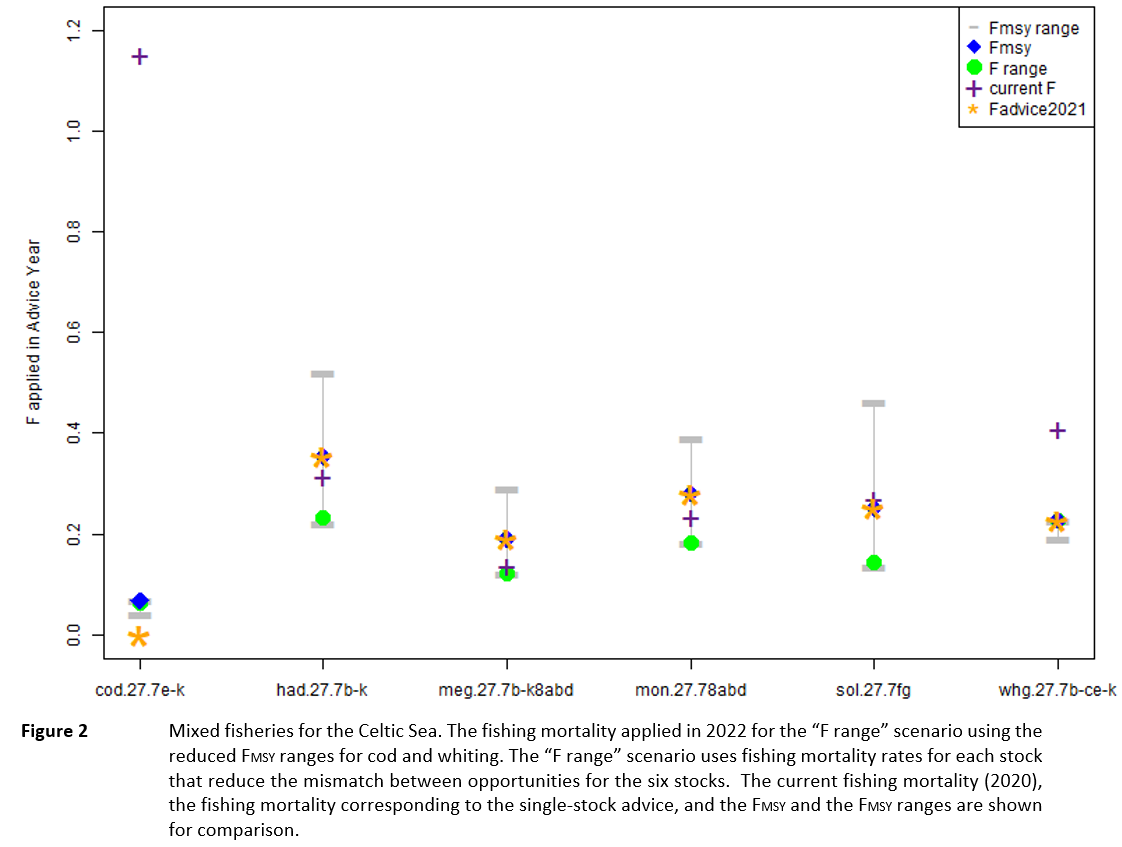 Fmsy range
Fmsy
F range
current F
Fadvice2021
F applied in Advice Year
1.2
1.0
0.8
0.6
0.4
0.2
0.0
cod.27.7e-k had.27.7b-k meg.27.7b-k8abd mon.27.78abd sol.27.7fg whg.27.7b-ce-k
Figure 2 Mixed fisheries for the Celtic Sea. The fishing mortality applied in 2022 for the “F range” scenario using the
reduced FMSY ranges for cod and whiting. The “F range” scenario uses fishing mortality rates for each stock
that reduce the mismatch between opportunities for the six stocks. The current fishing mortality (2020),
the fishing mortality corresponding to the single-stock advice, and the FMSY and the FMSY ranges are shown
for comparison.